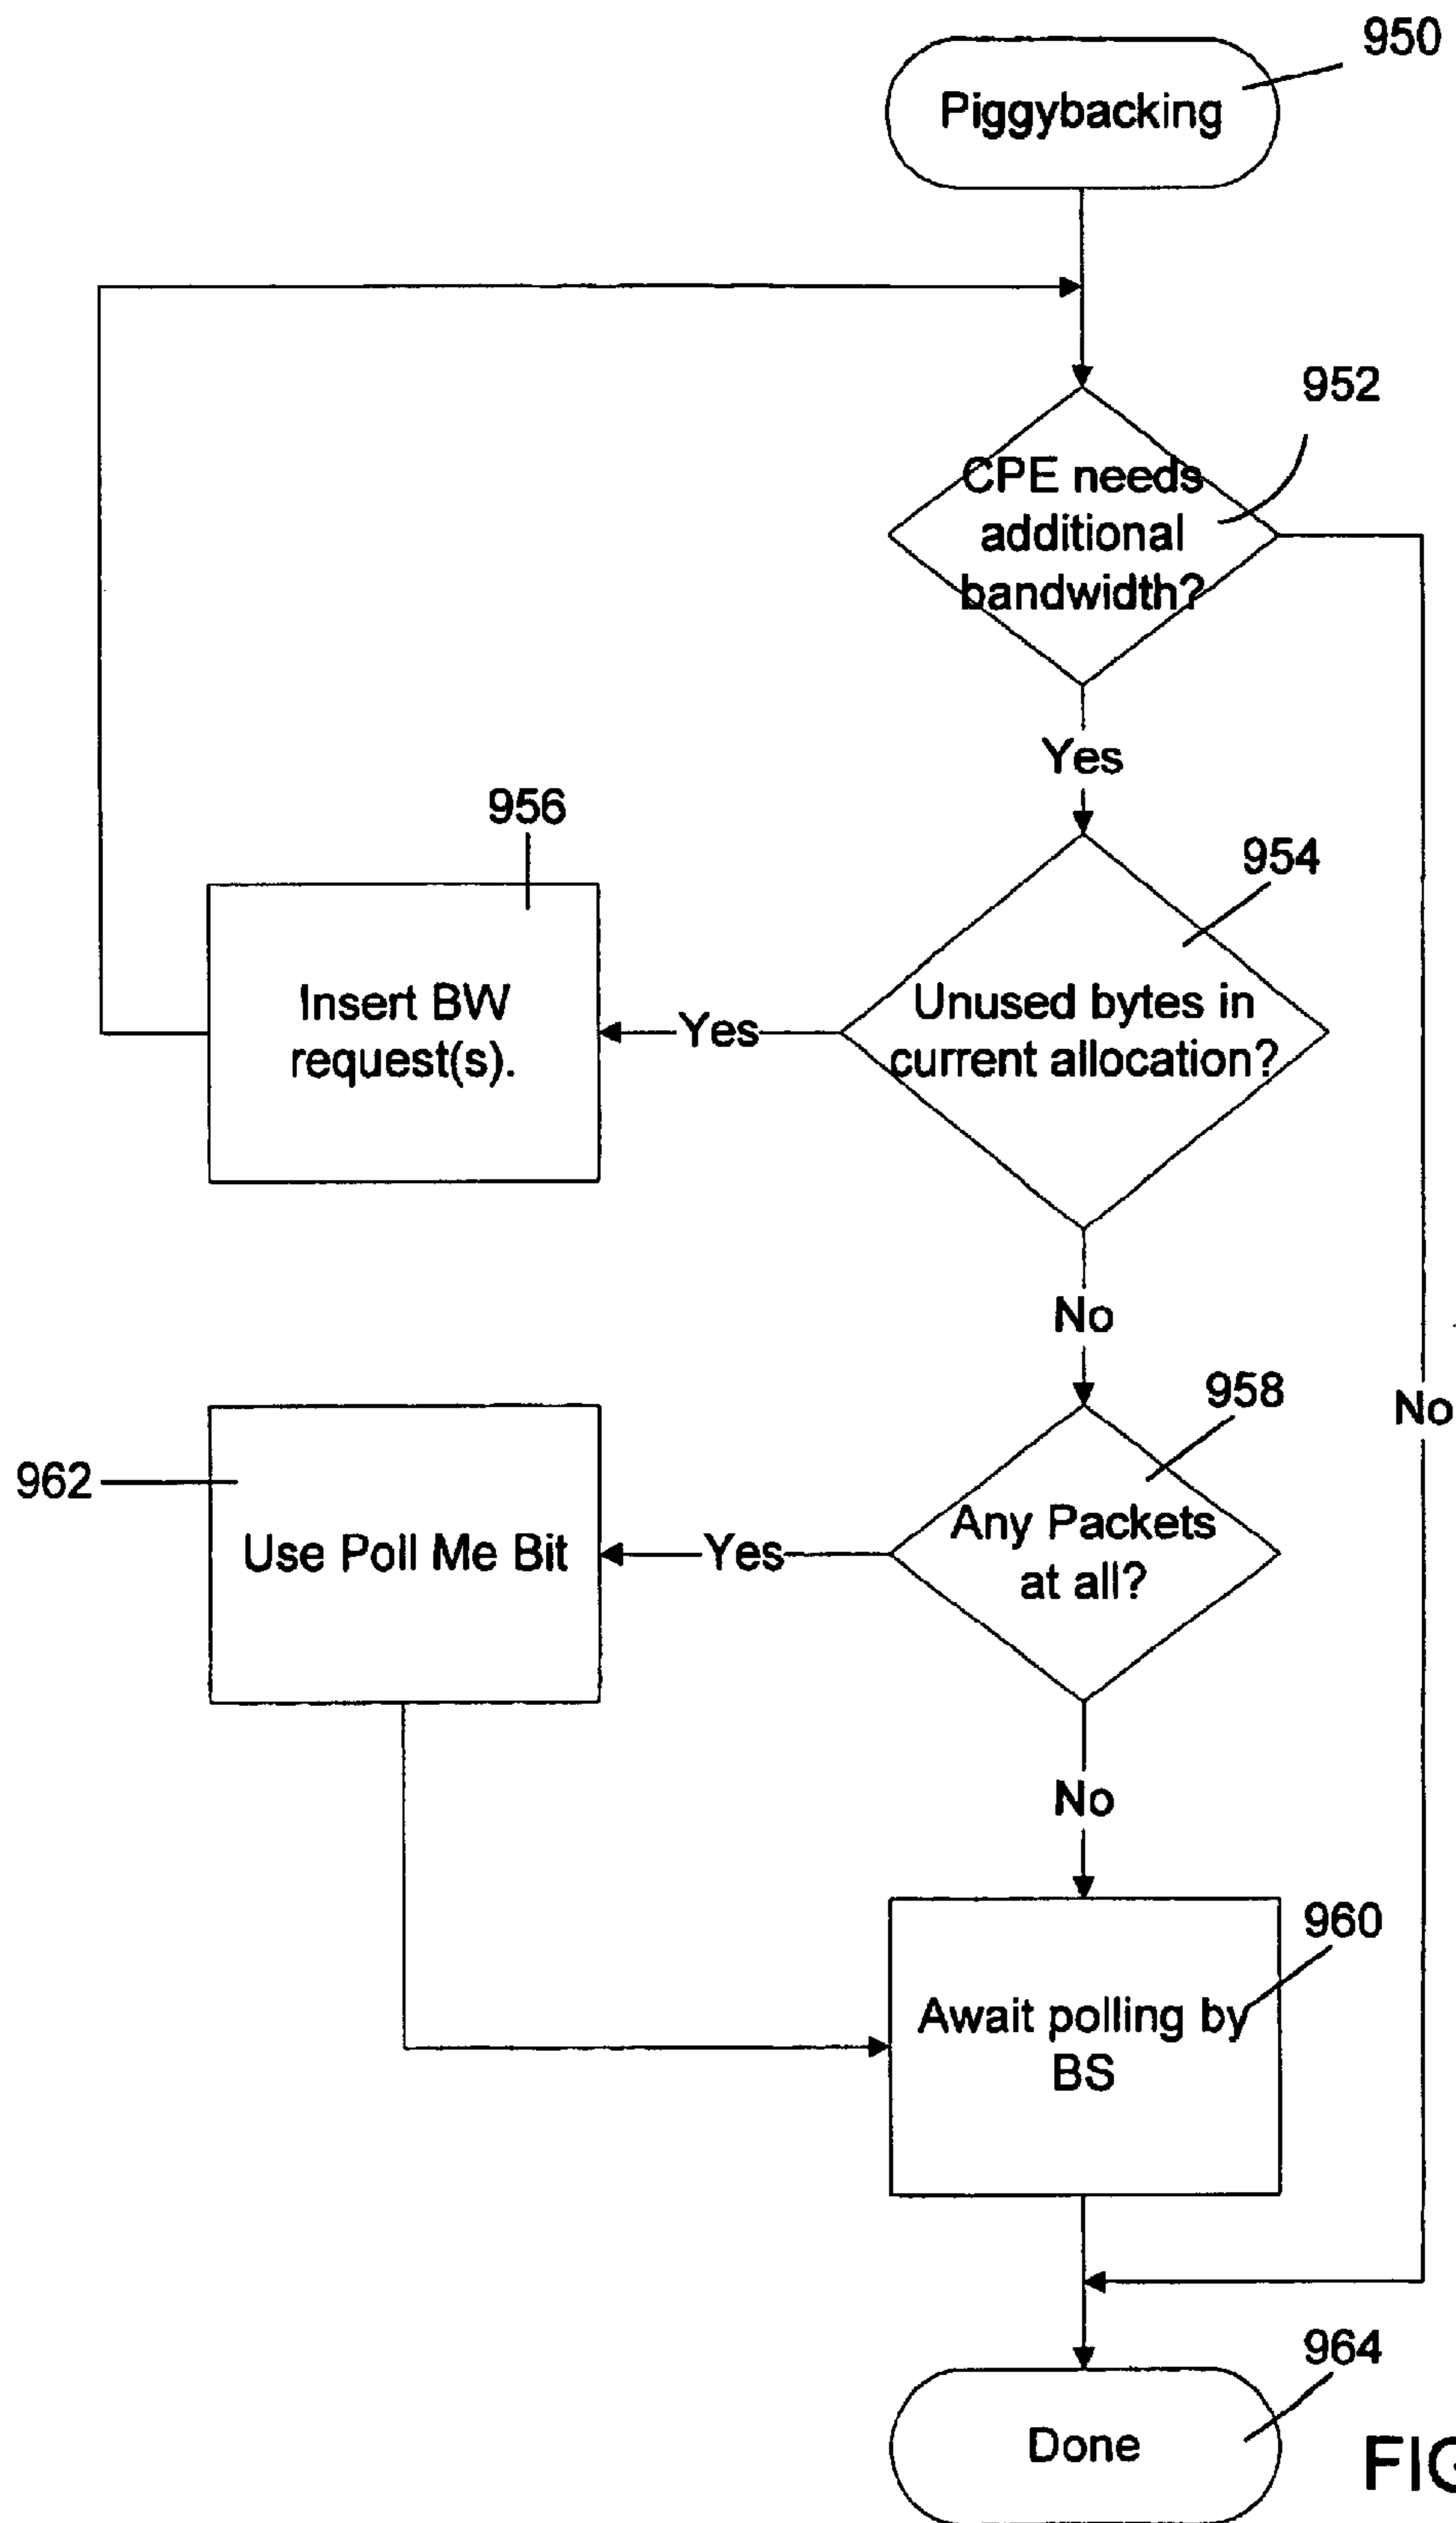 950
Piggybacking
952
CPE needs
additional
bandwidth?
Yes
954
956
Unused bytes in
current allocation?
Yes
Insert BW
request(s).
No
958
No
962
Any Packets
at all?
Yes
Use Poll Me Bit
No
960
Await polling by
BS
964
Done
FIG